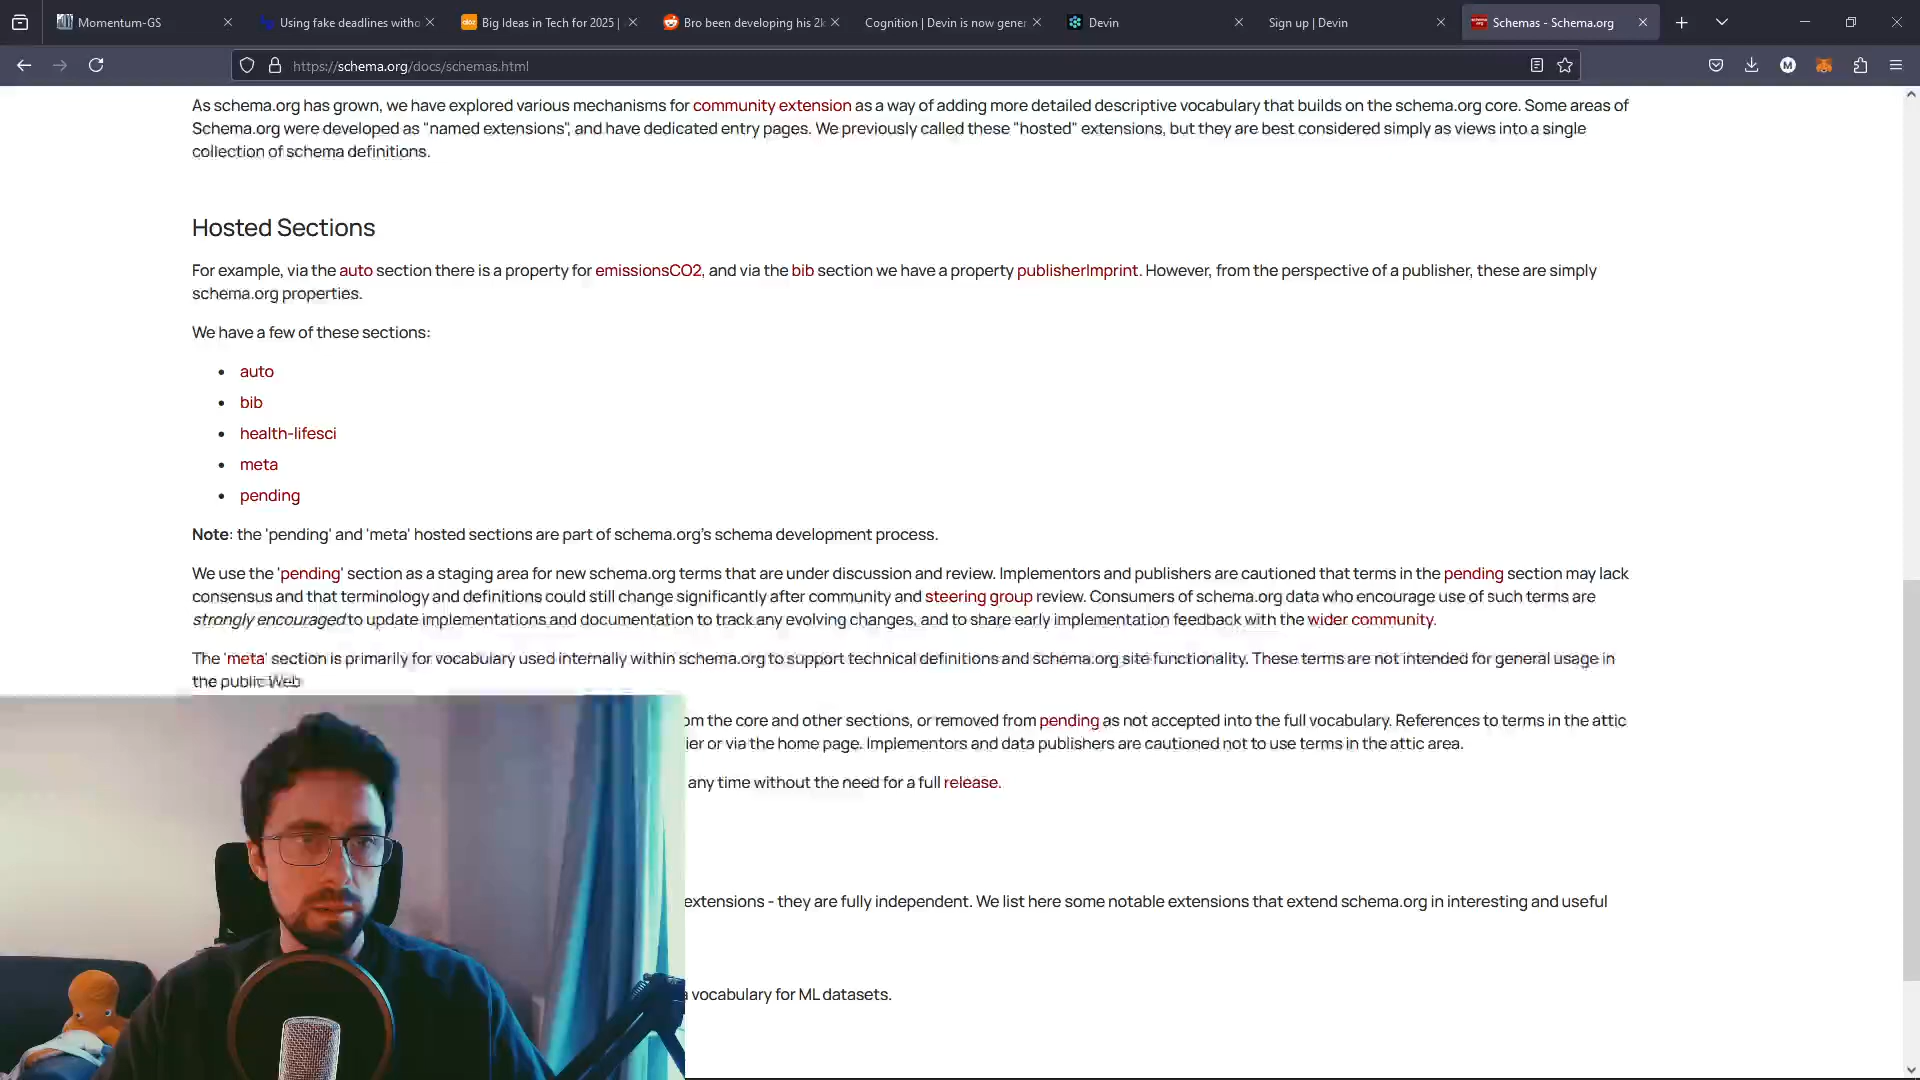 Momentum-GS
Using fake deadlines witho
Big Ideas in Tech for 2025 |
Bro been developing his 2k
Cognition | Devin is now gener
Devin
Sign up | Devin
Schemas - Schema.org
https://schema.org/docs/schemas.html
As schema.org has grown, we have explored various mechanisms for community extension as a way of adding more detailed descriptive vocabulary that builds on the schema.org core. Some areas of
Schema.org were developed as "named extensions", and have dedicated entry pages. We previously called these "hosted" extensions, but they are best considered simply as views into a single
collection of schema definitions.
Hosted Sections
For example, via the auto section there is a property for emissionsCO2, and via the bib section we have a property publisherImprint. However, from the perspective of a publisher, these are simply
schema.org properties.
We have a few of these sections:
• auto
• bib
• health-lifesci
• meta
• pending
Note: the 'pending' and 'meta' hosted sections are part of schema.org's schema development process.
We use the 'pending' section as a staging area for new schema.org terms that are under discussion and review. Implementors and publishers are cautioned that terms in the pending section may lack
consensus and that terminology and definitions could still change significantly after community and steering group review. Consumers of schema.org data who encourage use of such terms are
strongly encouraged to update implementations and documentation to track any evolving changes, and to share early implementation feedback with the wider community.
The 'meta' section is primarily for vocabulary used internally within schema.org to support technical definitions and schema.org site functionality. These terms are not intended for general usage in
the public Web
om the core and other sections, or removed from pending as not accepted into the full vocabulary. References to terms in the attic
ier or via the home page. Implementors and data publishers are cautioned not to use terms in the attic area.
any time without the need for a full release.
extensions - they are fully independent. We list here some notable extensions that extend schema.org in interesting and useful
a vocabulary for ML datasets.